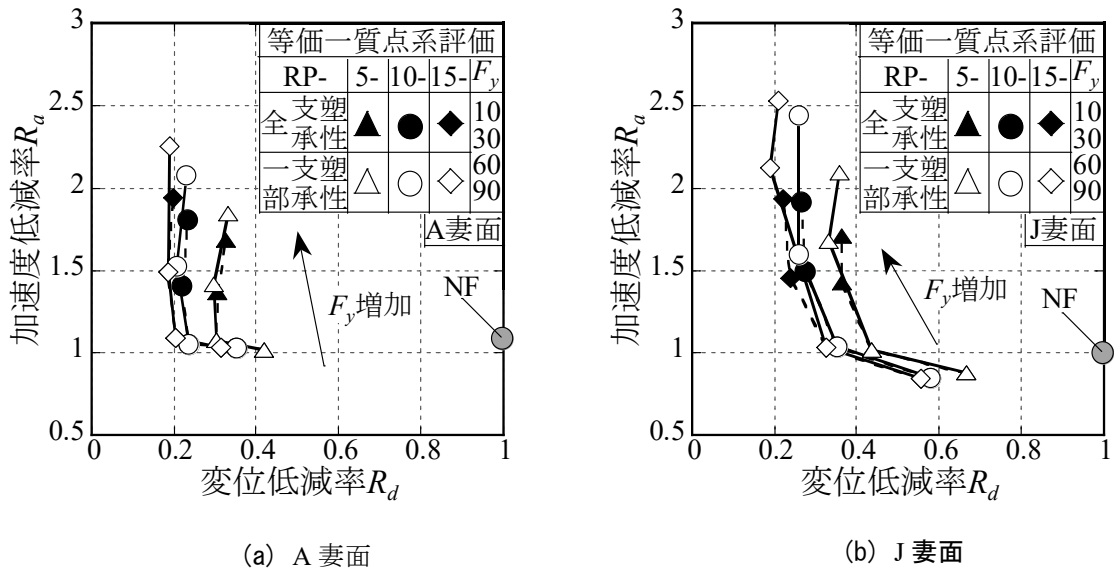 3
2.5
2
1.5
1
0.5
加速度低減率Ra
等価一質点系評価
RP- 5- 10- 15- Fy
全 支承 塑性 ▲ ● ◆ 10 30
一部 支承 塑性 △ ○ ◇ 60 90
A妻面
NF
Fy増加
0 0.2 0.4 0.6 0.8 1
変位低減率Rd
(a) A 妻面
3
2.5
2
1.5
1
0.5
加速度低減率Ra
等価一質点系評価
RP- 5- 10- 15- Fy
全 支承 塑性 ▲ ● ◆ 10 30
一部 支承 塑性 △ ○ ◇ 60 90
J妻面
NF
Fy増加
0 0.2 0.4 0.6 0.8 1
変位低減率Rd
(b) J 妻面